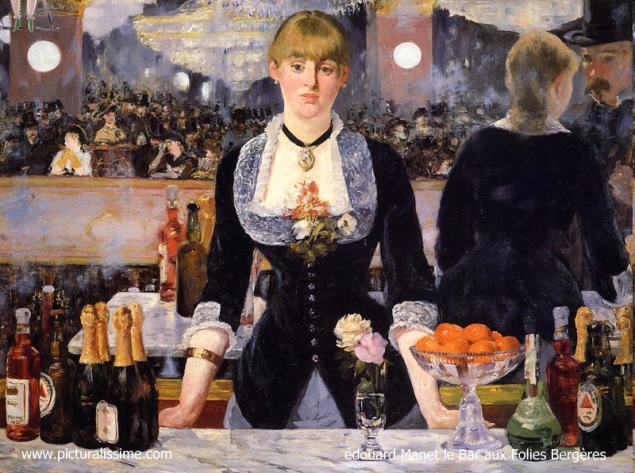 www.picturalissime.com
édouard Manet le Bar aux Folies Bergères